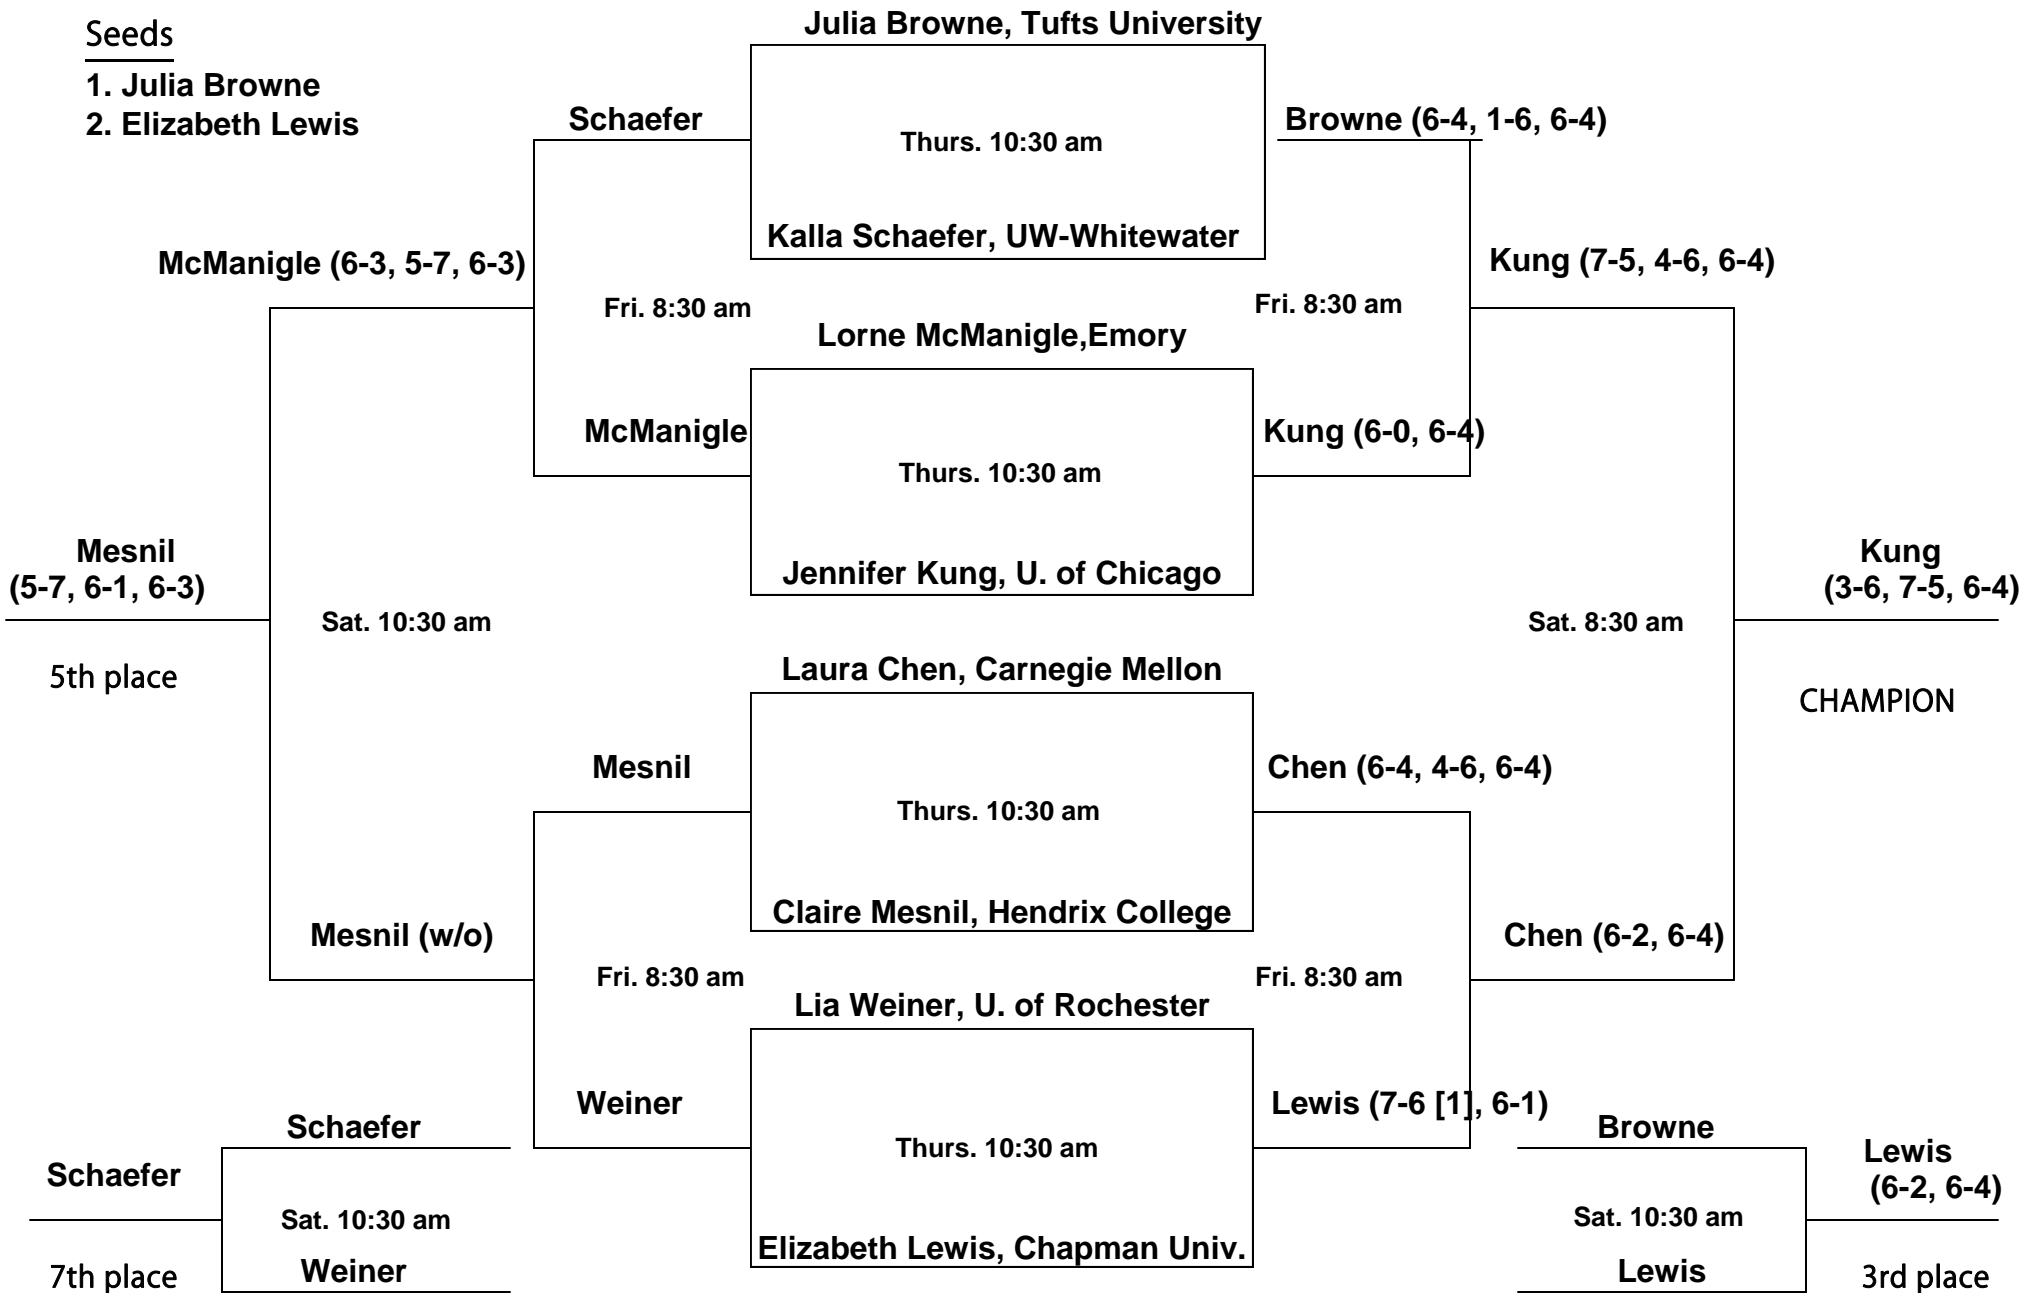 Seeds
1. Julia Browne
2. Elizabeth Lewis
Julia Browne, Tufts University
Schaefer
Thurs. 10:30 am
Browne (6-4, 1-6, 6-4)
Kalla Schaefer, UW-Whitewater
McManigle (6-3, 5-7, 6-3)
Kung (7-5, 4-6, 6-4)
Fri. 8:30 am
Fri. 8:30 am
Lorne McManigle,Emory
McManigle
Kung (6-0, 6-4)
Thurs. 10:30 am
Jennifer Kung, U. of Chicago
Mesnil
(5-7, 6-1, 6-3)
Kung
(3-6, 7-5, 6-4)
Sat. 10:30 am
Sat. 8:30 am
5th place
Laura Chen, Carnegie Mellon
CHAMPION
Mesnil
Chen (6-4, 4-6, 6-4)
Thurs. 10:30 am
Claire Mesnil, Hendrix College
Mesnil (w/o)
Chen (6-2, 6-4)
Fri. 8:30 am
Fri. 8:30 am
Lia Weiner, U. of Rochester
Weiner
Lewis (7-6 [1], 6-1)
Schaefer
Thurs. 10:30 am
Browne
Schaefer
Lewis
(6-2, 6-4)
Sat. 10:30 am
Sat. 10:30 am
Elizabeth Lewis, Chapman Univ.
7th place
Weiner
Lewis
3rd place